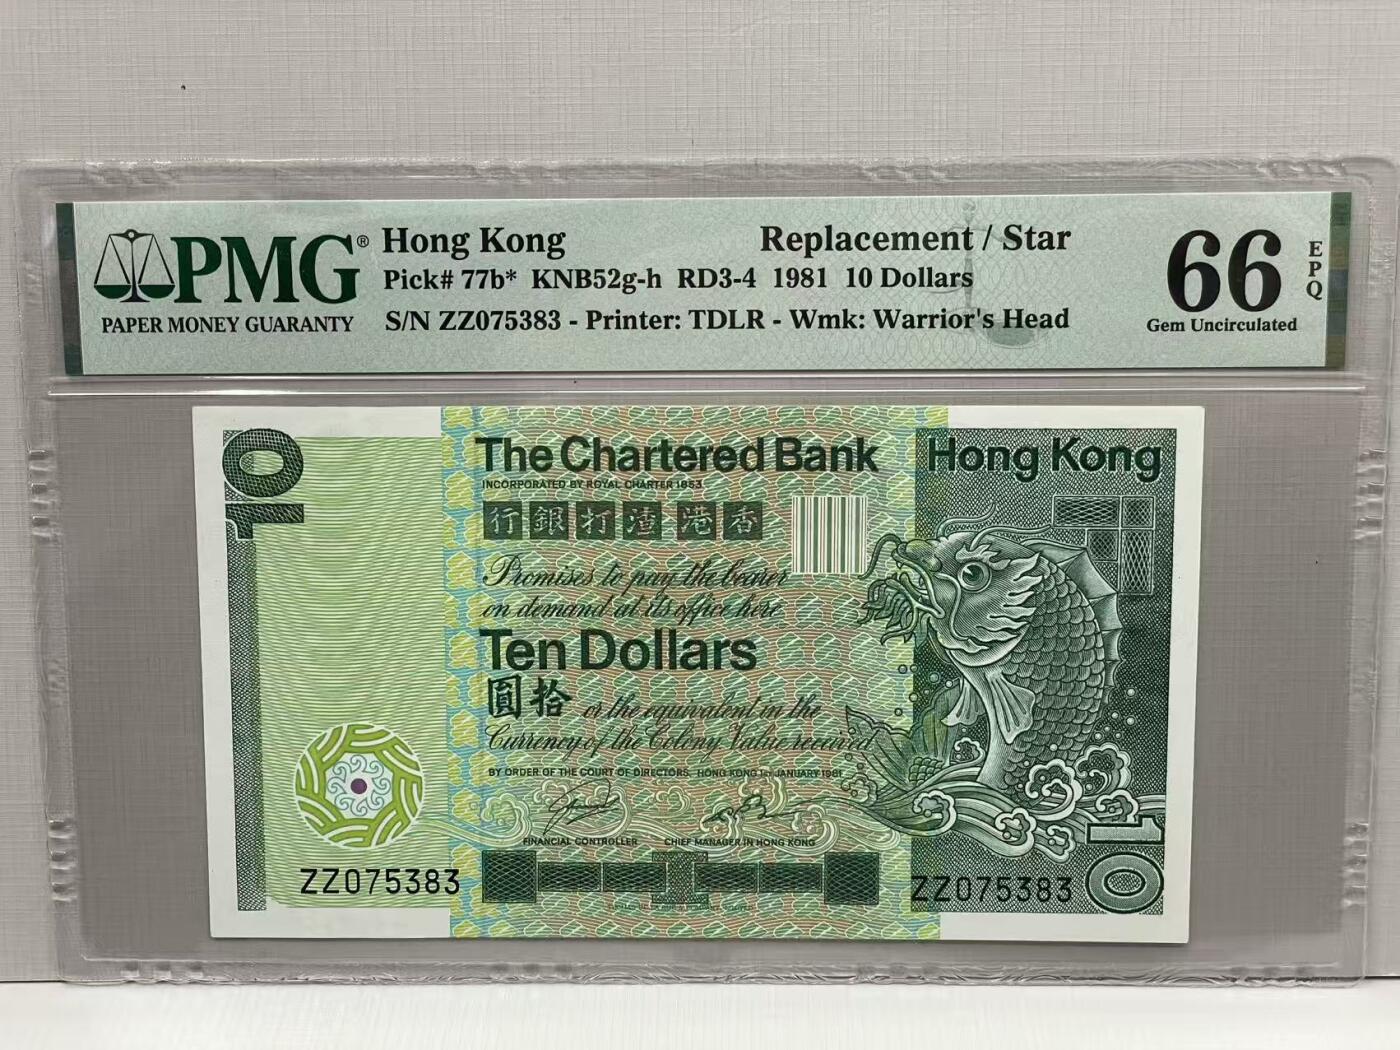 PMG® Hong Kong Replacement / Star 66 EPQ
Pick# 77b* KNB52g-h RD3-4 1981 10 Dollars
PAPER MONEY GUARANTY S/N ZZ075383 - Printer: TDLR - Wmk: Warrior's Head Gem Uncirculated
10
The Chartered Bank Hong Kong
INCORPORATED BY ROYAL CHARTER 1853
行銀打渣 港香
Promises to pay the bearer
on demand at its office here
Ten Dollars
圓拾 or the equivalent in the
Currency of the Colony Value received
BY ORDER OF THE COURT OF DIRECTORS. HONG KONG 1ST JANUARY 1981
FINANCIAL CONTROLLER CHIEF MANAGER IN HONG KONG
ZZ075383 ZZ075383 10